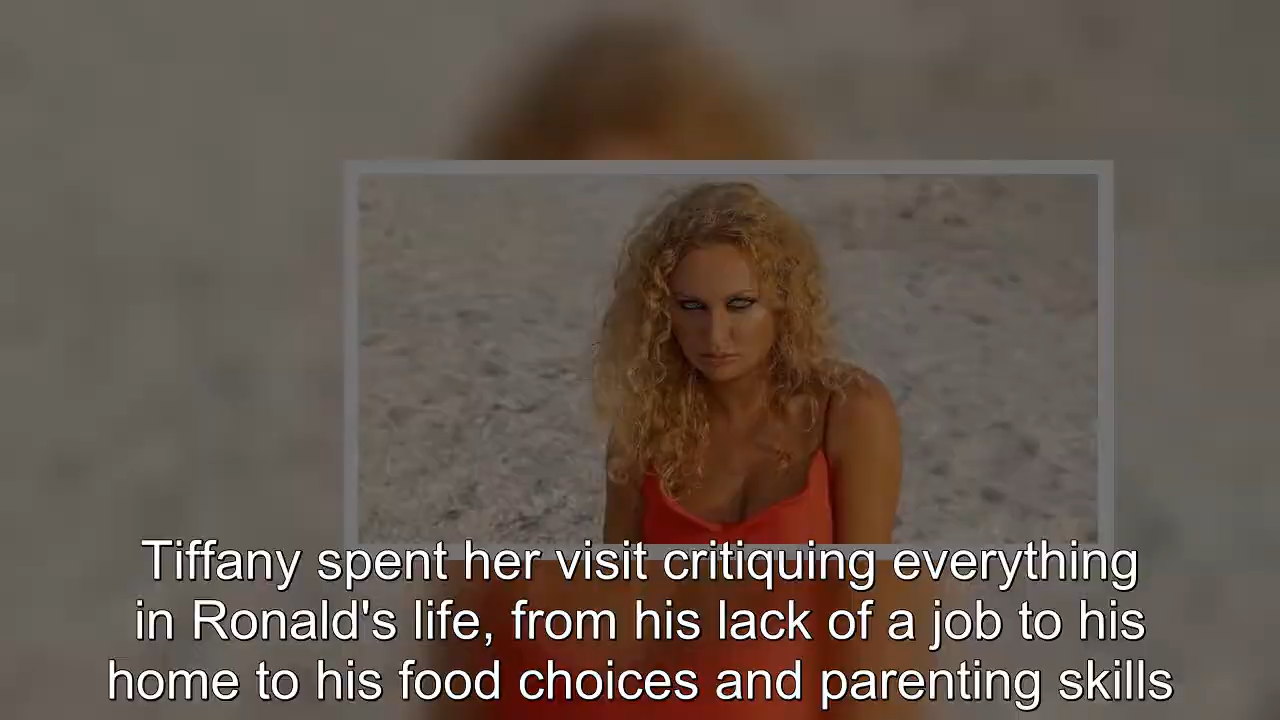 Tiffany spent her visit critiquing everything
in Ronald's life, from his lack of a job to his
home to his food choices and parenting skills